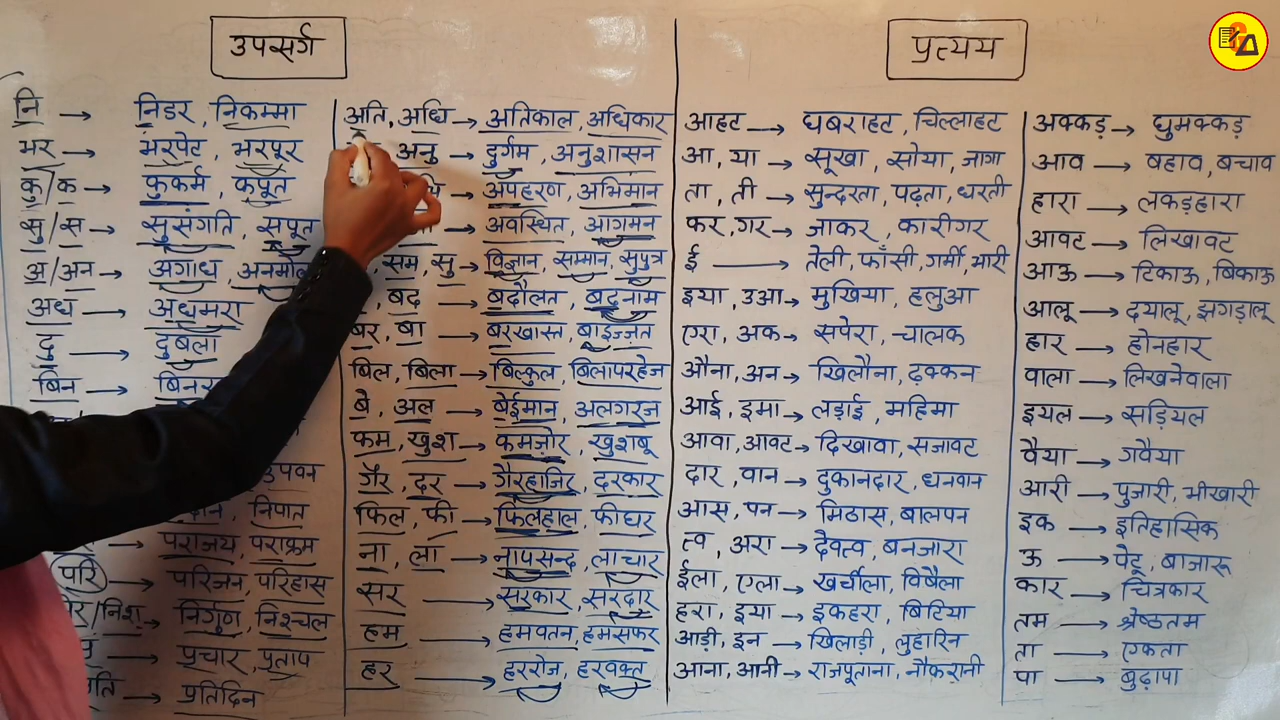 उपसर्ग
नि → निडर, निकम्मा
भर → भरपेट, भरपूर
कु/क → कुकर्म, कपूत
सु/स → सुसंगति, सपूत
अ/अन → अगाध, अनमोल
अध → अधमरा
दु → दुबला
बिन →
उपवन
निपात
→ पराजय, पराक्रम
परि → परिजन, परिहास
/निश → निर्गुण, निश्चल
→ प्रचार, प्रताप
→ प्रतिदिन
अति, अधि → अतिकाल, अधिकार
अनु → दुर्गम, अनुशासन
→ अपहरण, अभिमान
→ अवस्थित, आगमन
सम, सु → विज्ञान, सम्मान, सुपुत्र
बद → बदौलत, बदनाम
बर, बा → बरखास्त, बाइज्ज़त
बिल, बिला → बिल्कुल, बिलापरहेज
बे, अल → बेईमान, अलगरज
कम, खुश → कमज़ोर, खुशबू
गैर, दर → गैरहाजिर, दरकार
फिल, फी → फिलहाल, फीघर
ना, ला → नापसन्द, लाचार
सर → सरकार, सरदार
हम → हमवतन, हमसफर
हर → हररोज, हरवक्त
प्रत्यय
आहट → घबराहट, चिल्लाहट
आ, या → सूखा, सोया, जागा
ता, ती → सुन्दरता, पढ़ता, धरती
कर, गर → जाकर, कारीगर
ई → तेली, फाँसी, गर्मी, भारी
इया, उआ → मुखिया, हलुआ
एरा, अक → सपेरा, चालक
औना, अन → खिलौना, ढ़क्कन
आई, इमा → लड़ाई, महिमा
आवा, आवट → दिखावा, सजावट
दार, वान → दुकानदार, धनवान
आस, पन → मिठास, बालपन
त्व, अरा → देवत्व, बनजारा
ईला, एला → खर्चीला, विषैला
हरा, इया → इकहरा, बिटिया
आड़ी, इन → खिलाड़ी, लुहारिन
आना, आनी → राजपूताना, नौकरानी
अक्कड़ → घुमक्कड़
आव → बहाव, बचाव
हारा → लकड़हारा
आवट → लिखावट
आऊ → टिकाऊ, बिकाऊ
आलू → दयालू, झगड़ालू
हार → होनहार
वाला → लिखनेवाला
इयल → सड़ियल
वैया → गवैया
आरी → पुजारी, भीखारी
इक → इतिहासिक
ऊ → पेटू, बाजारू
कार → चित्रकार
तम → श्रेष्ठतम
ता → एकता
पा → बुढ़ापा